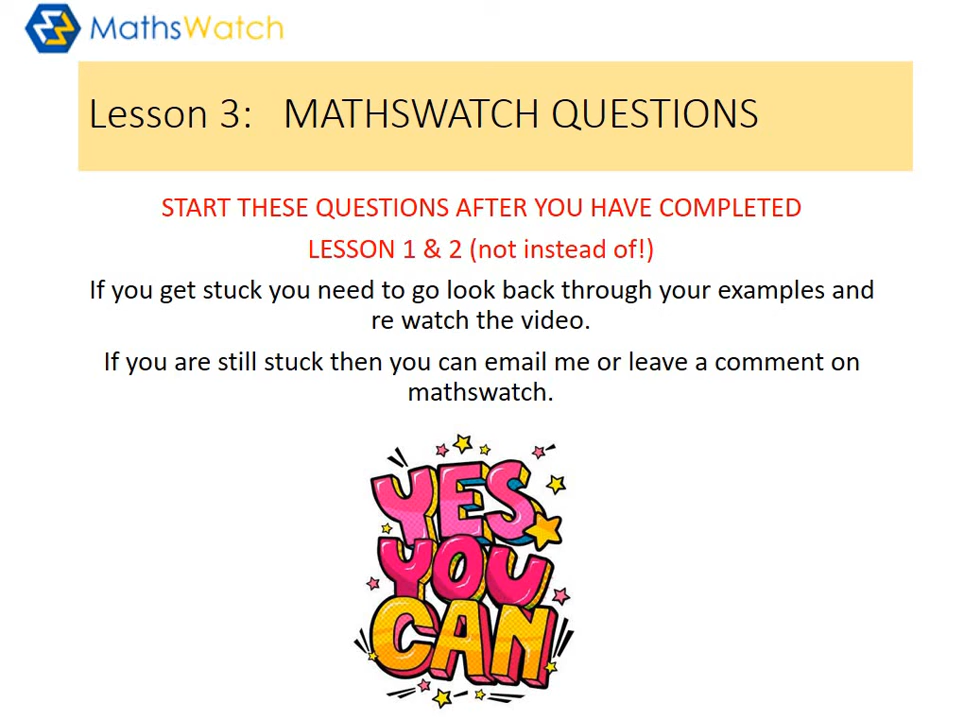 MathsWatch
Lesson 3: MATHSWATCH QUESTIONS
START THESE QUESTIONS AFTER YOU HAVE COMPLETED
LESSON 1 & 2 (not instead of!)
If you get stuck you need to go look back through your examples and
re watch the video.
If you are still stuck then you can email me or leave a comment on
mathswatch.
YES
YOU
CAN